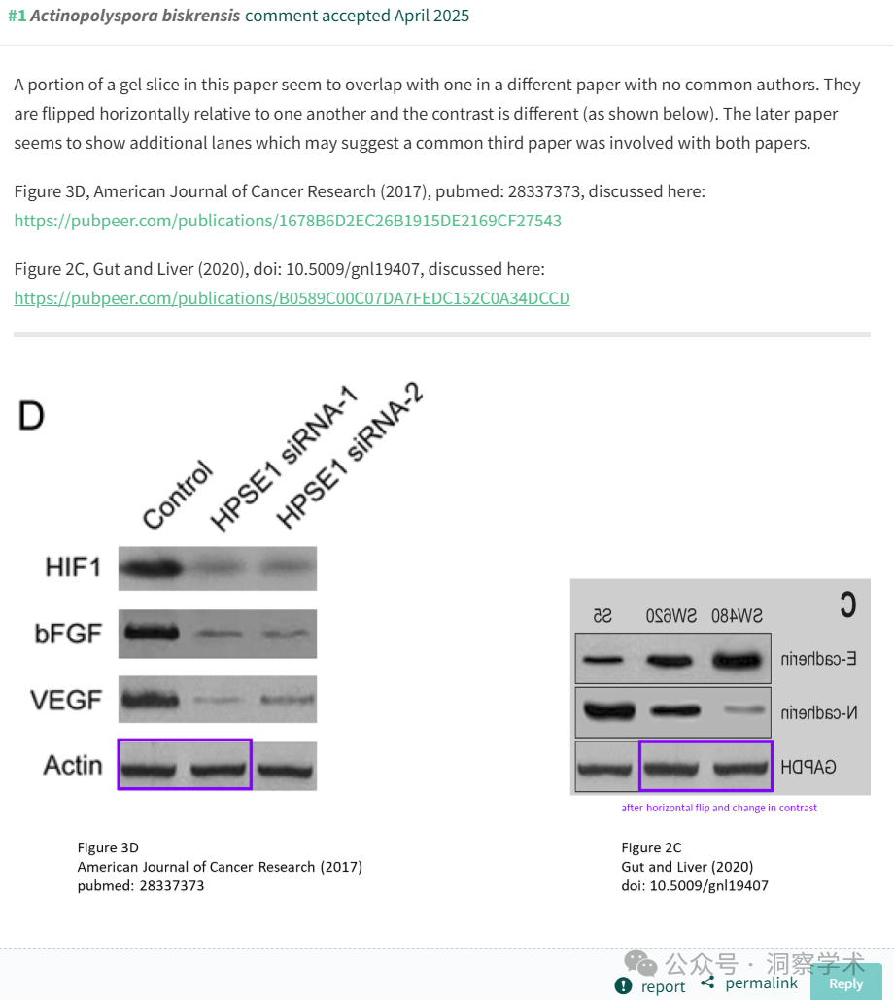 #1 Actinopolyspora biskrensis comment accepted April 2025
A portion of a gel slice in this paper seem to overlap with one in a different paper with no common authors. They
are flipped horizontally relative to one another and the contrast is different (as shown below). The later paper
seems to show additional lanes which may suggest a common third paper was involved with both papers.
Figure 3D, American Journal of Cancer Research (2017), pubmed: 28337373, discussed here:
https://pubpeer.com/publications/1678B6D2EC26B1915DE2169CF27543
Figure 2C, Gut and Liver (2020), doi: 10.5009/gnl19407, discussed here:
https://pubpeer.com/publications/B0589C00C07DA7FEDC152C0A34DCCD
D
Control
HPSE1 siRNA-1
HPSE1 siRNA-2
HIF1
bFGF
VEGF
Actin
C
S5 SW620 SW480
E-cadherin
N-cadherin
GAPDH
after horizontal flip and change in contrast
Figure 3D
American Journal of Cancer Research (2017)
pubmed: 28337373
Figure 2C
Gut and Liver (2020)
doi: 10.5009/gnl19407
公众号 · 洞察学术
report permalink Reply